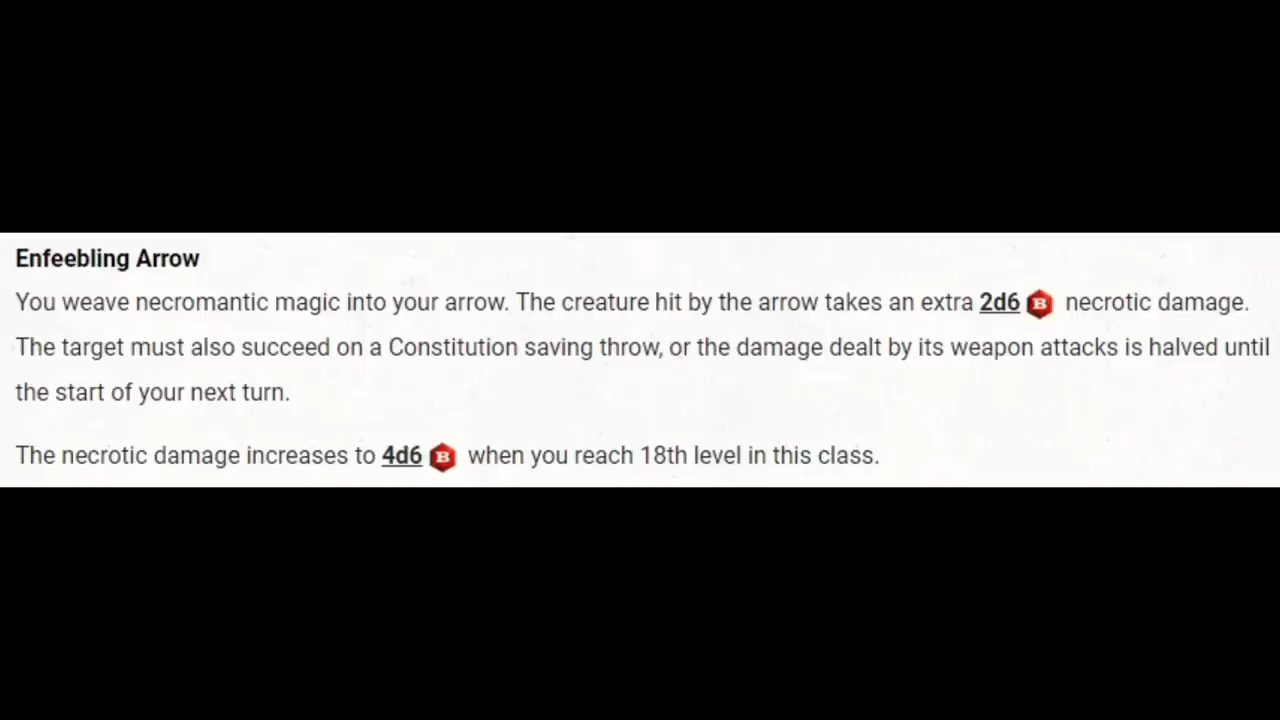 Enfeebling Arrow
You weave necromantic magic into your arrow. The creature hit by the arrow takes an extra 2d6 B necrotic damage.
The target must also succeed on a Constitution saving throw, or the damage dealt by its weapon attacks is halved until
the start of your next turn.
The necrotic damage increases to 4d6 B when you reach 18th level in this class.